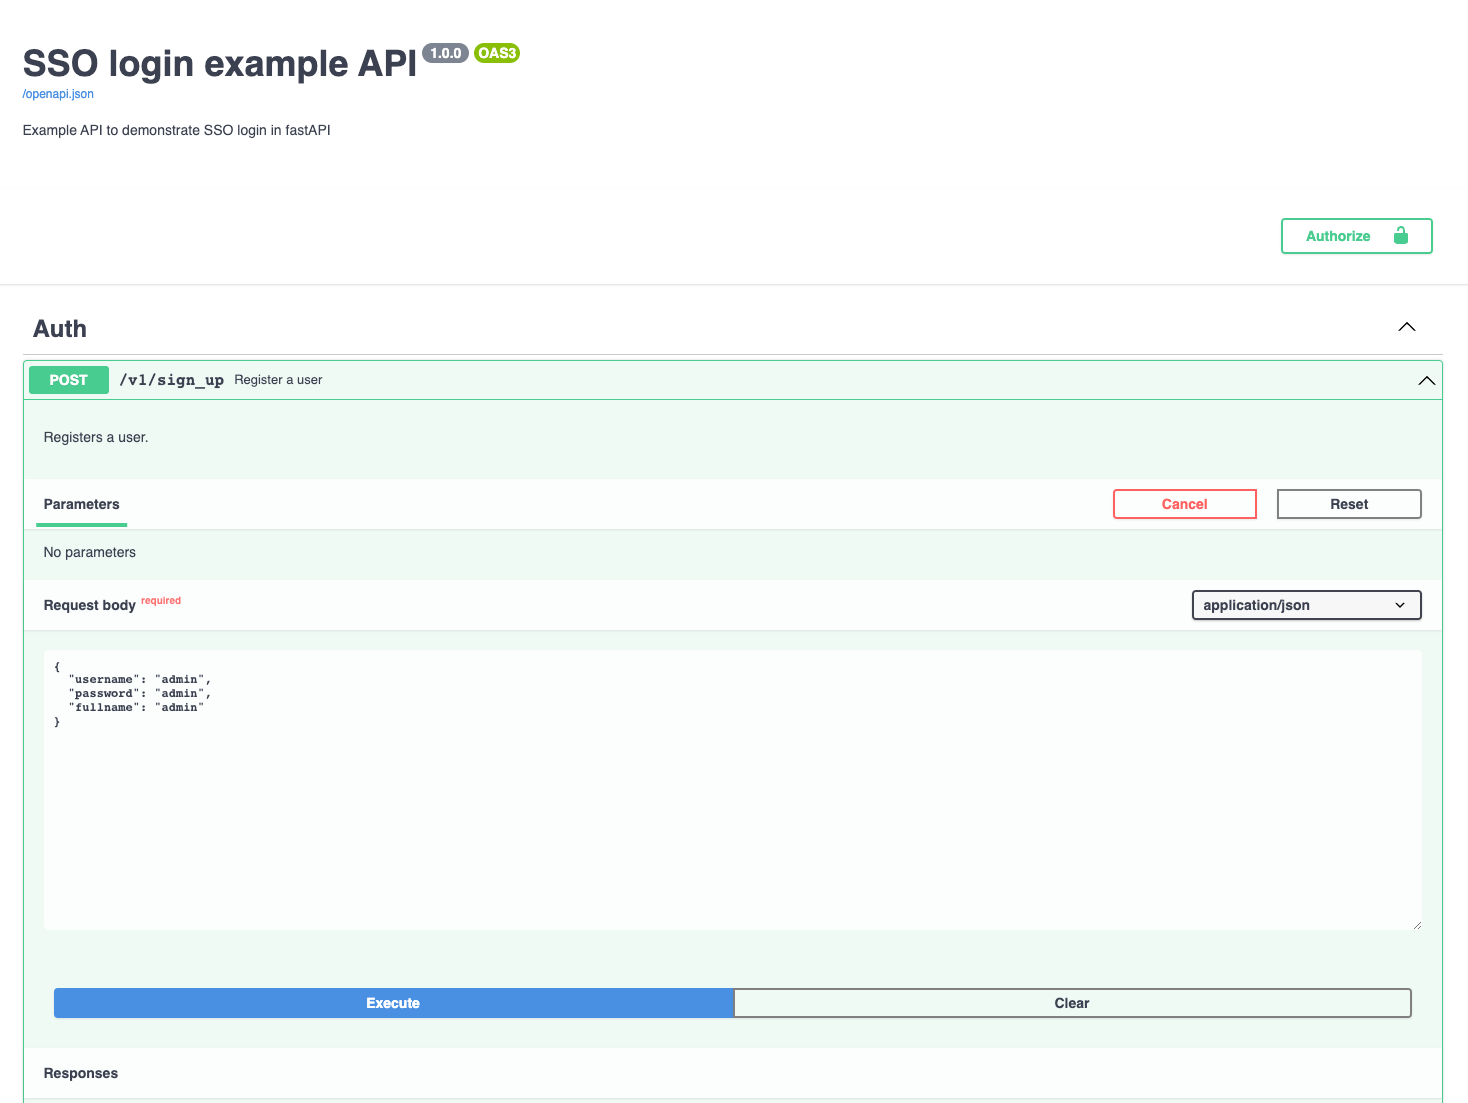 SSO login example API 1.0.0 OAS3
/openapi.json
Example API to demonstrate SSO login in fastAPI
Authorize
Auth
POST /v1/sign_up Register a user
Registers a user.
Parameters Cancel Reset
No parameters
Request body required application/json
{
  "username": "admin",
  "password": "admin",
  "fullname": "admin"
}
Execute Clear
Responses